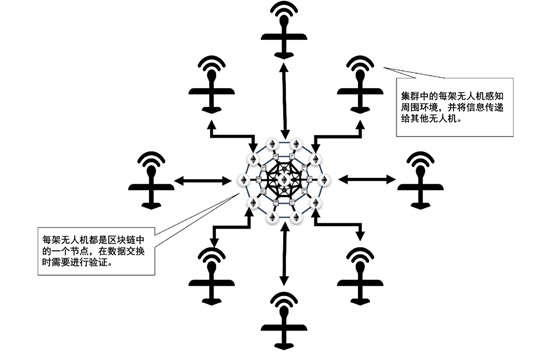 集群中的每架无人机感知
周围环境，并将信息传递
给其他无人机。
每架无人机都是区块链中
的一个节点，在数据交换
时需要进行验证。